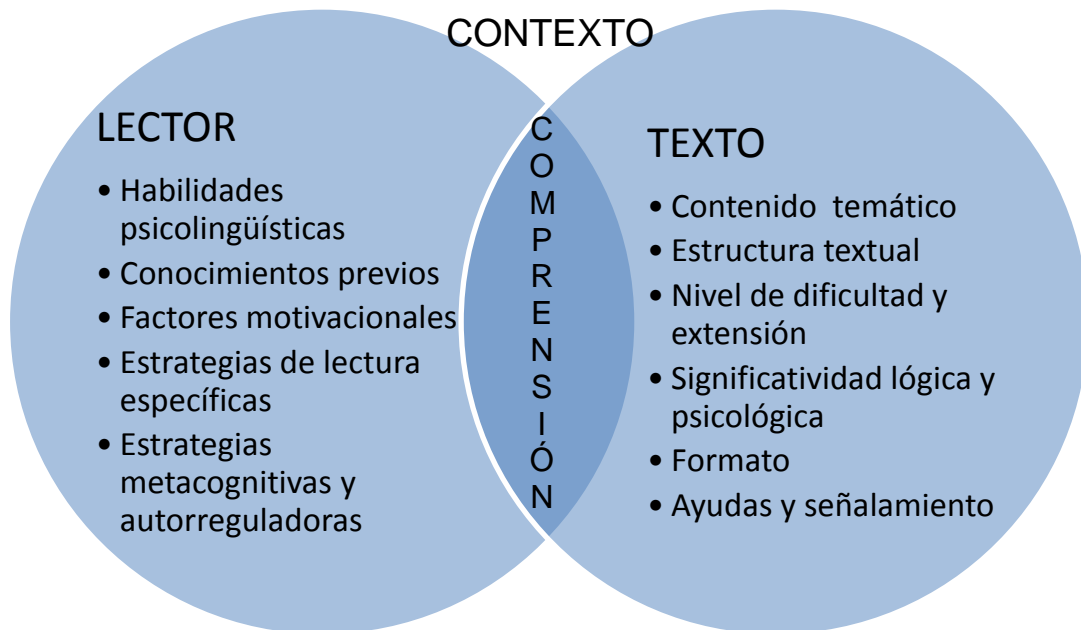 CONTEXTO
LECTOR
• Habilidades
psicolingüísticas
• Conocimientos previos
• Factores motivacionales
• Estrategias de lectura
específicas
• Estrategias
metacognitivas y
autorreguladoras
COMPRENSIÓN
TEXTO
• Contenido temático
• Estructura textual
• Nivel de dificultad y
extensión
• Significatividad lógica y
psicológica
• Formato
• Ayudas y señalamiento